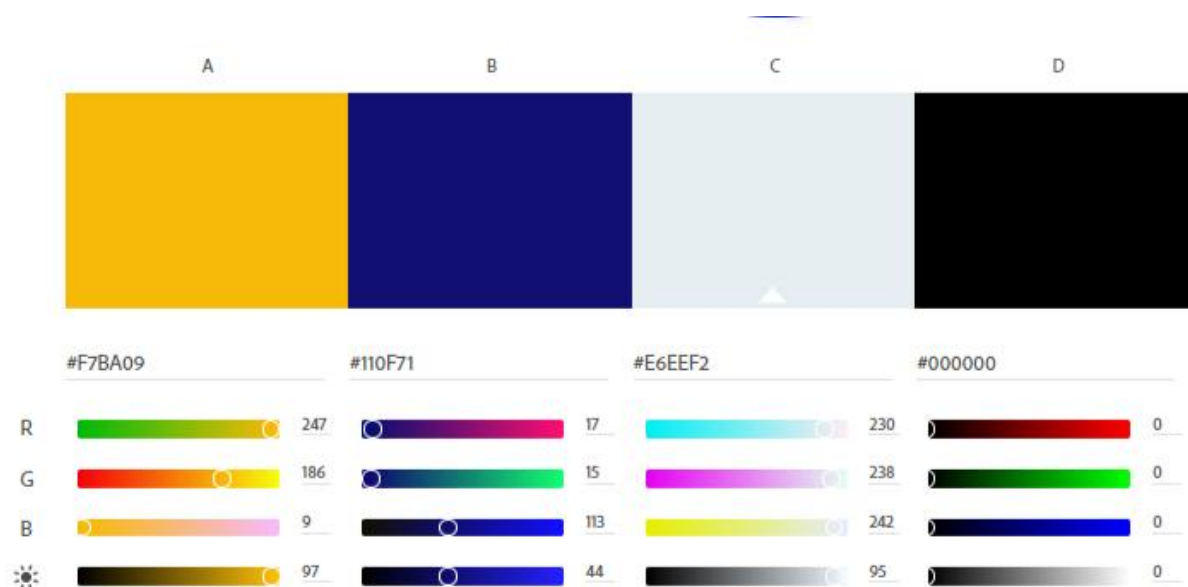 A B C D
#F7BA09 #110F71 #E6EEF2 #000000
R 247 17 230 0
G 186 15 238 0
B 9 113 242 0
97 44 95 0